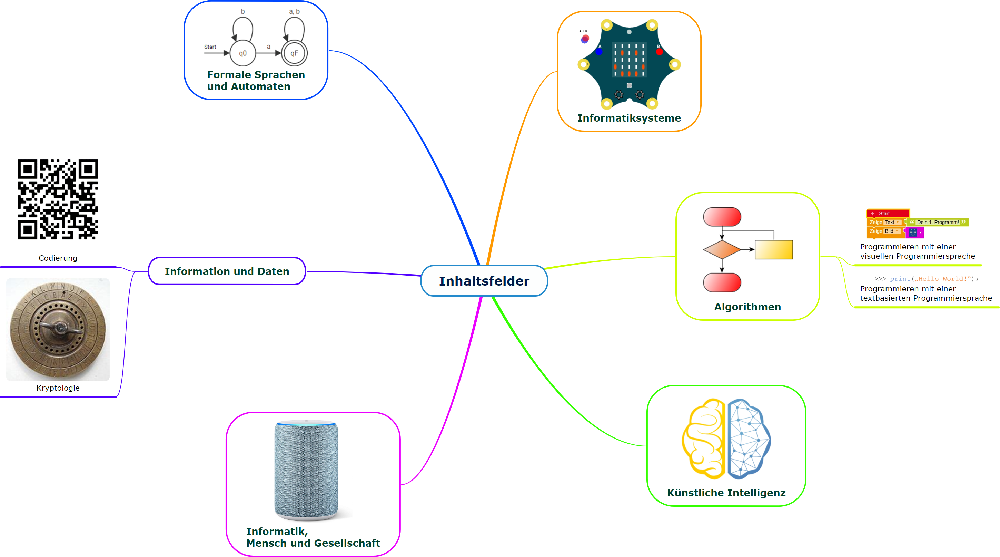 b
a, b
Start
q0
a
qF
Formale Sprachen
und Automaten
A + B
A
B
Informatiksysteme
Codierung
Kryptologie
Information und Daten
Inhaltsfelder
Algorithmen
+ Start
Zeige Text “ Dein 1. Programm! ”
Zeige Bild
Programmieren mit einer
visuellen Programmiersprache
>>> print(„Hello World!“);
Programmieren mit einer
textbasierten Programmiersprache
Informatik,
Mensch und Gesellschaft
Künstliche Intelligenz